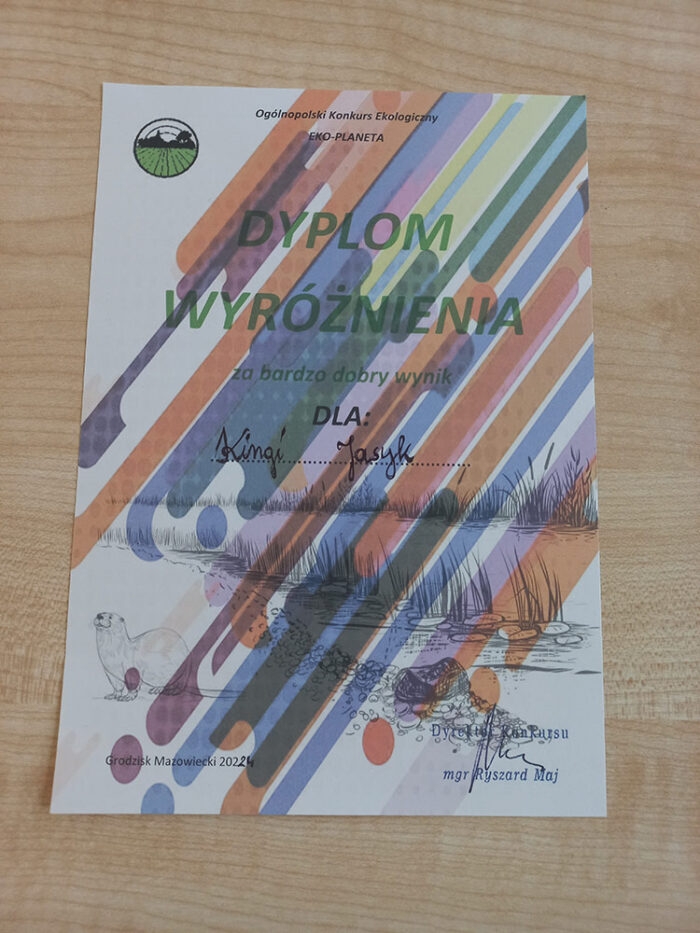 Ogólnopolski Konkurs Ekologiczny
EKO-PLANETA
DYPLOM
WYRÓŻNIENIA
za bardzo dobry wynik
DLA:
Kingi Jasyk
Dyrektor Konkursu
Grodzisk Mazowiecki 2024
mgr Ryszard Maj